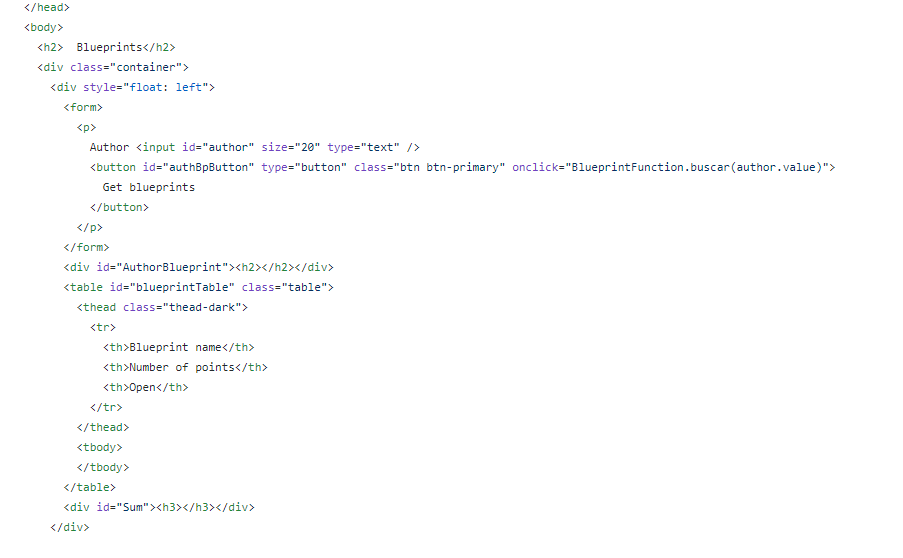 </head>
<body>
<h2>  Blueprints</h2>
<div class="container">
<div style="float: left">
<form>
<p>
Author <input id="author" size="20" type="text" />
<button id="authBpButton" type="button" class="btn btn-primary" onclick="BlueprintFunction.buscar(author.value)">
Get blueprints
</button>
</p>
</form>
<div id="AuthorBlueprint"><h2></h2></div>
<table id="blueprintTable" class="table">
<thead class="thead-dark">
<tr>
<th>Blueprint name</th>
<th>Number of points</th>
<th>Open</th>
</tr>
</thead>
<tbody>
</tbody>
</table>
<div id="Sum"><h3></h3></div>
</div>